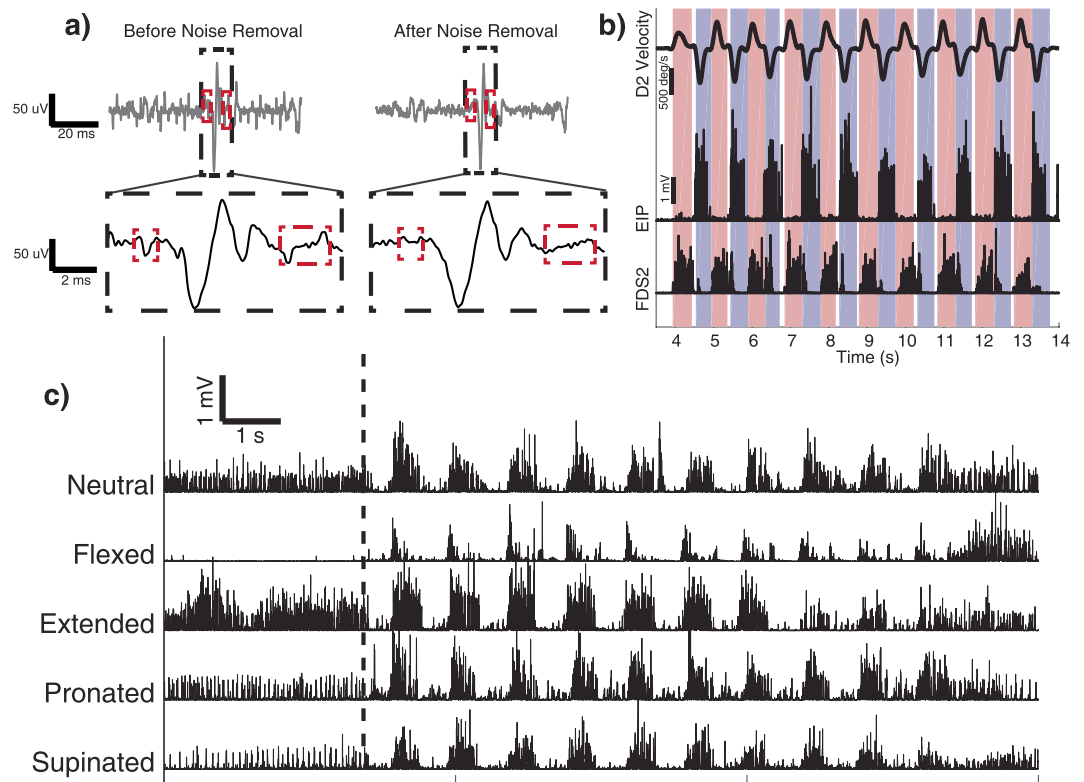 a)
Before Noise Removal
After Noise Removal
50 uV
20 ms
50 uV
2 ms
b)
D2 Velocity
500 deg/s
1 mV
EIP
FDS2
4 5 6 7 8 9 10 11 12 13 14
Time (s)
c)
1 mV
1 s
Neutral
Flexed
Extended
Pronated
Supinated